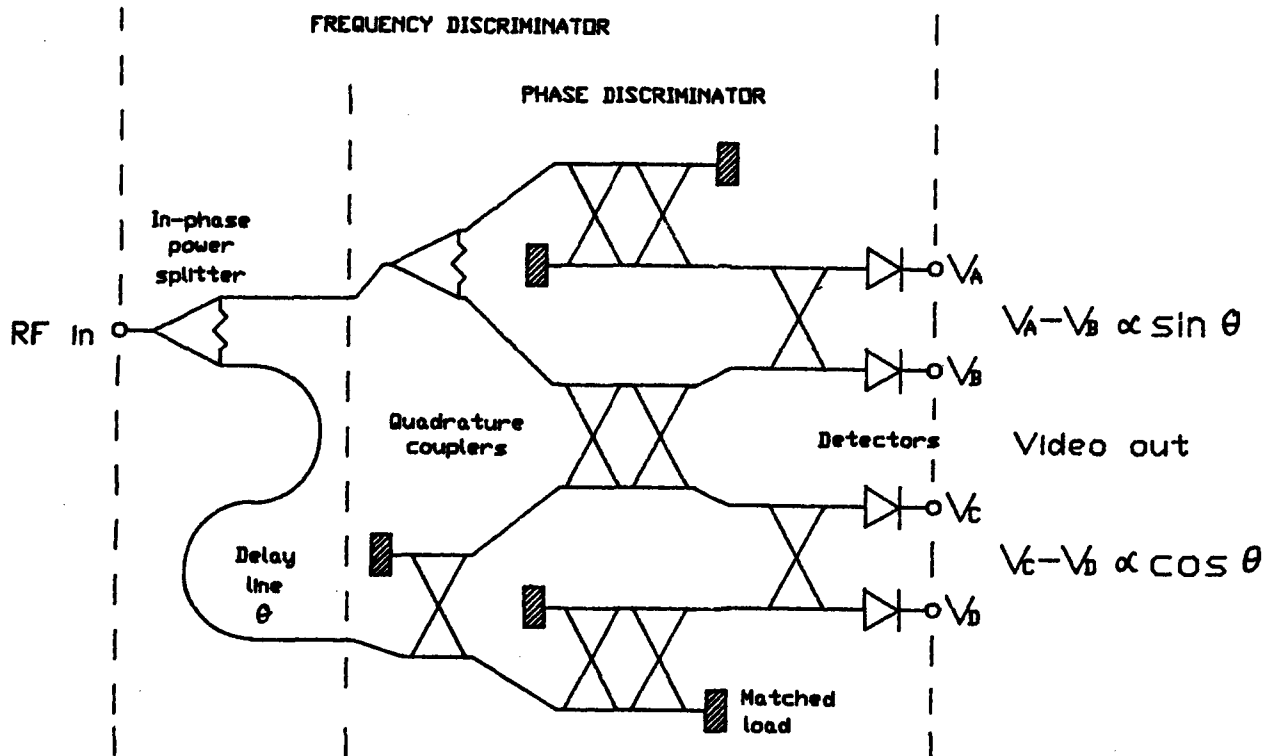 FREQUENCY DISCRIMINATOR
PHASE DISCRIMINATOR
In-phase
power
splitter
RF In
VA
VA-VB ∝ sin θ
VB
Quadrature
couplers
Detectors
Video out
VC
Delay
line
θ
VC-VD ∝ cos θ
VD
Matched
load